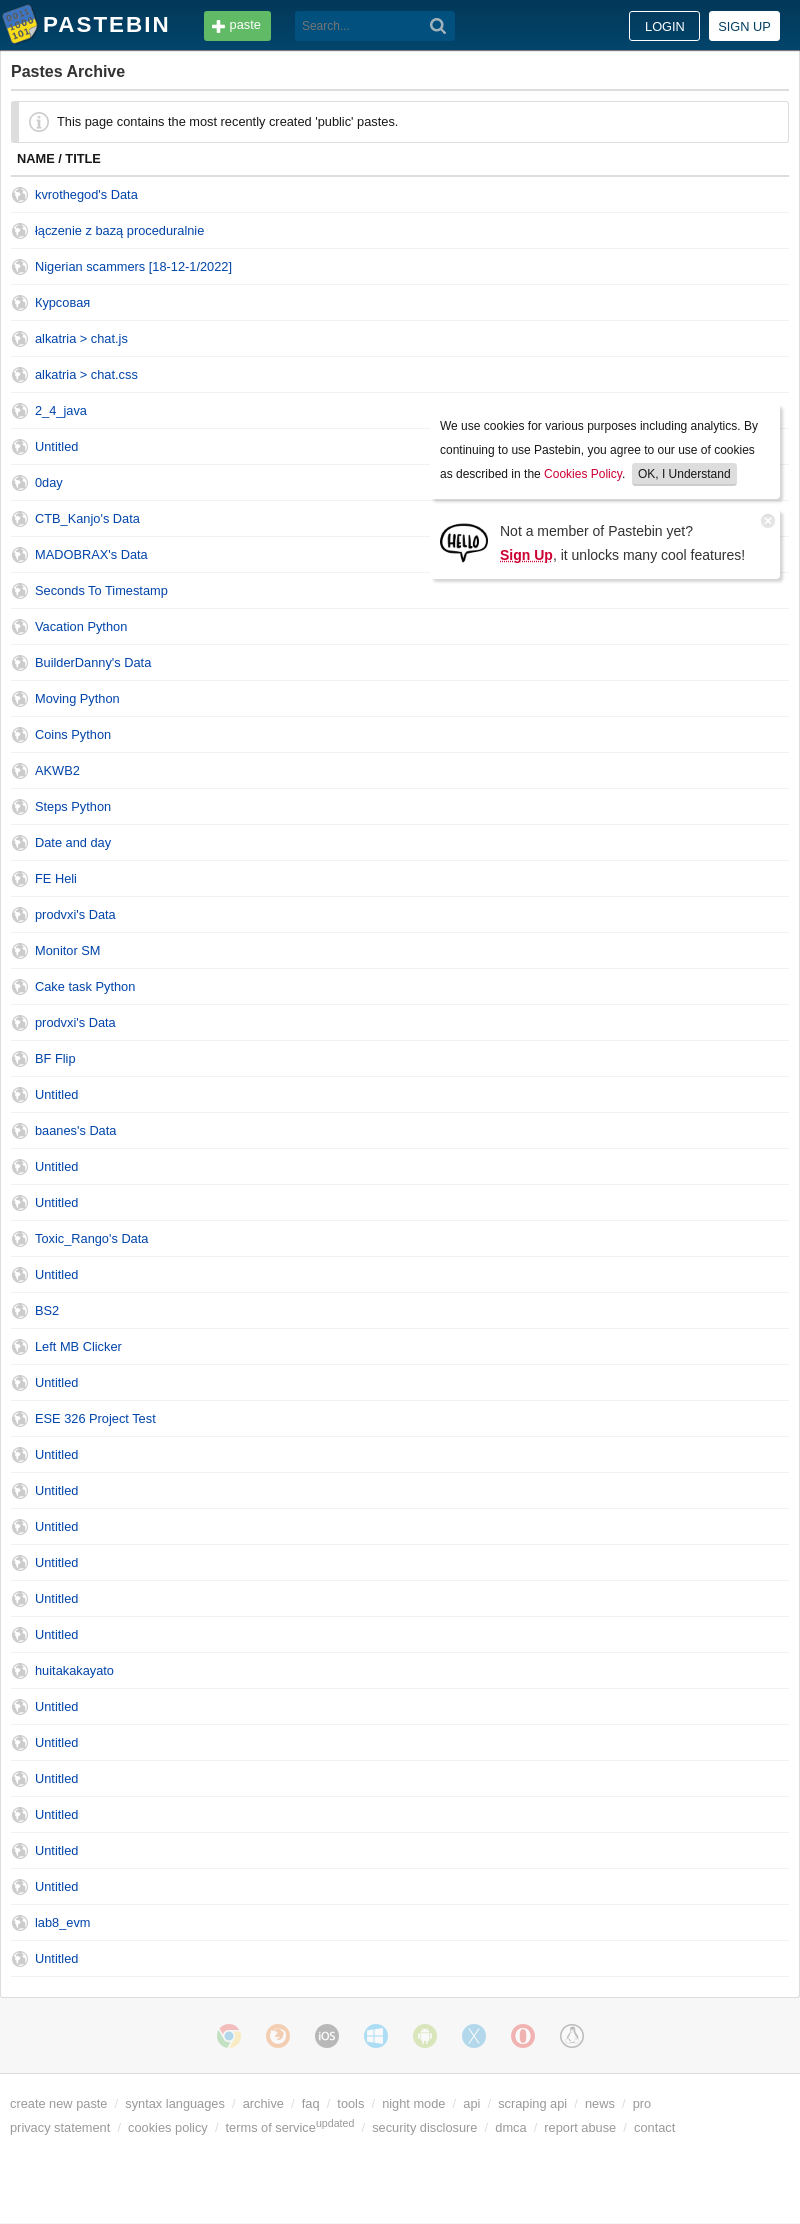 PASTEBIN
paste
Search...
LOGIN
SIGN UP
Pastes Archive
This page contains the most recently created 'public' pastes.
NAME / TITLE
kvrothegod's Data
łączenie z bazą proceduralnie
Nigerian scammers [18-12-1/2022]
Курсовая
alkatria > chat.js
alkatria > chat.css
2_4_java
Untitled
0day
CTB_Kanjo's Data
MADOBRAX's Data
Seconds To Timestamp
We use cookies for various purposes including analytics. By
continuing to use Pastebin, you agree to our use of cookies
as described in the Cookies Policy. OK, I Understand
HELLO
Not a member of Pastebin yet?
Sign Up, it unlocks many cool features!
Vacation Python
BuilderDanny's Data
Moving Python
Coins Python
AKWB2
Steps Python
Date and day
FE Heli
prodvxi's Data
Monitor SM
Cake task Python
prodvxi's Data
BF Flip
Untitled
baanes's Data
Untitled
Untitled
Toxic_Rango's Data
Untitled
BS2
Left MB Clicker
Untitled
ESE 326 Project Test
Untitled
Untitled
Untitled
Untitled
Untitled
Untitled
huitakakayato
Untitled
Untitled
Untitled
Untitled
Untitled
Untitled
lab8_evm
Untitled
iOS
create new paste / syntax languages / archive / faq / tools / night mode / api / scraping api / news / pro
privacy statement / cookies policy / terms of service updated / security disclosure / dmca / report abuse / contact